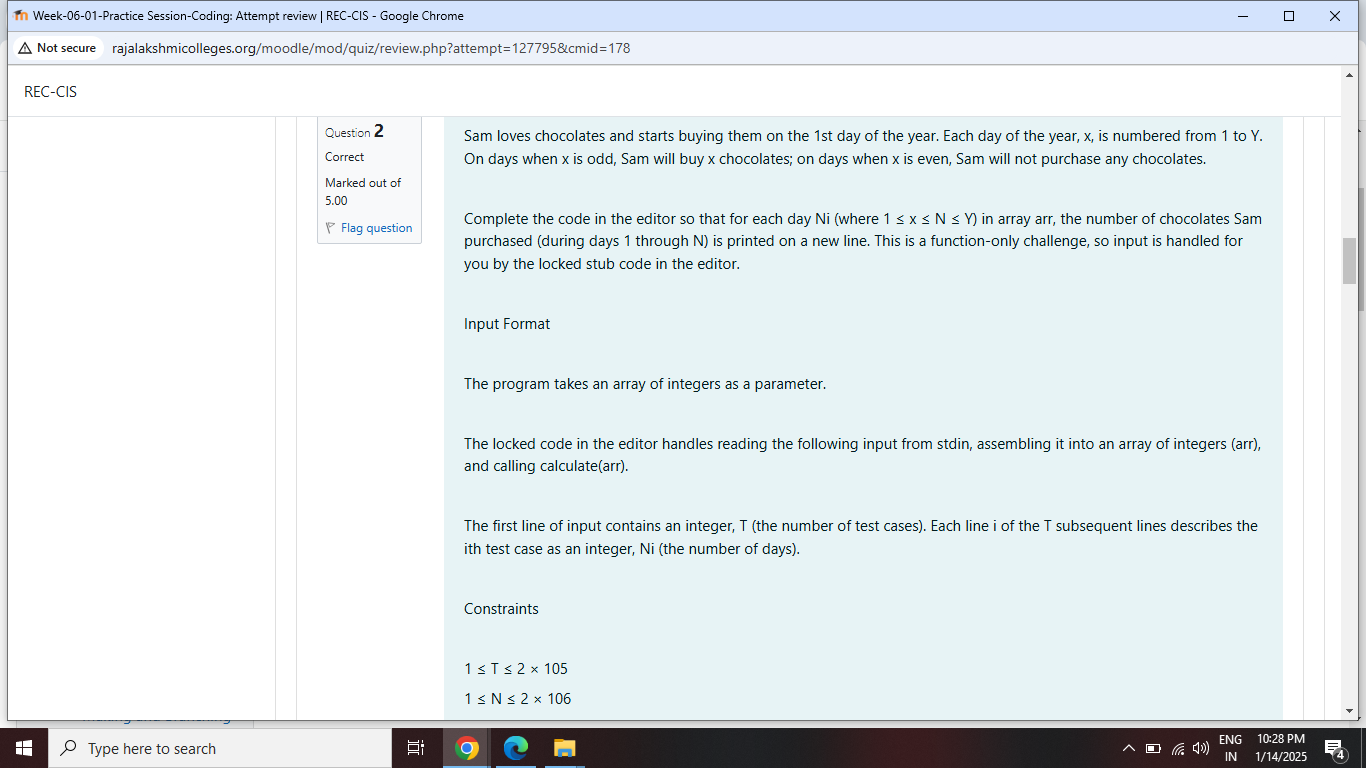 Week-06-01-Practice Session-Coding: Attempt review | REC-CIS - Google Chrome
Not secure rajalakshmicolleges.org/moodle/mod/quiz/review.php?attempt=127795&cmid=178
REC-CIS
Question 2
Correct
Marked out of
5.00
Flag question
Sam loves chocolates and starts buying them on the 1st day of the year. Each day of the year, x, is numbered from 1 to Y.
On days when x is odd, Sam will buy x chocolates; on days when x is even, Sam will not purchase any chocolates.
Complete the code in the editor so that for each day Ni (where 1 ≤ x ≤ N ≤ Y) in array arr, the number of chocolates Sam
purchased (during days 1 through N) is printed on a new line. This is a function-only challenge, so input is handled for
you by the locked stub code in the editor.
Input Format
The program takes an array of integers as a parameter.
The locked code in the editor handles reading the following input from stdin, assembling it into an array of integers (arr),
and calling calculate(arr).
The first line of input contains an integer, T (the number of test cases). Each line i of the T subsequent lines describes the
ith test case as an integer, Ni (the number of days).
Constraints
1 ≤ T ≤ 2 × 105
1 ≤ N ≤ 2 × 106
Type here to search
ENG
IN
10:28 PM
1/14/2025
4